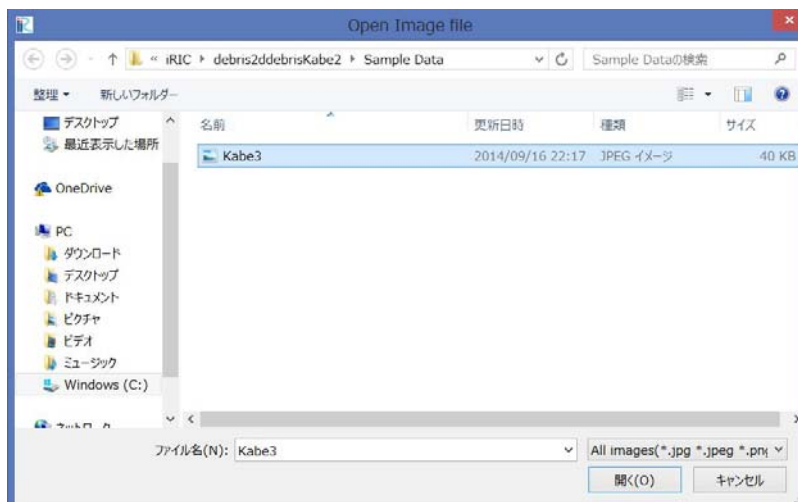 Open Image file
« iRIC ▸ debris2ddebrisKabe2 ▸ Sample Data
Sample Dataの検索
整理
新しいフォルダー
デスクトップ
最近表示した場所
OneDrive
PC
ダウンロード
デスクトップ
ドキュメント
ピクチャ
ビデオ
ミュージック
Windows (C:)
名前 更新日時 種類 サイズ
Kabe3 2014/09/16 22:17 JPEG イメージ 40 KB
ファイル名(N): Kabe3
All images(*.jpg *.jpeg *.png
開く(O) キャンセル